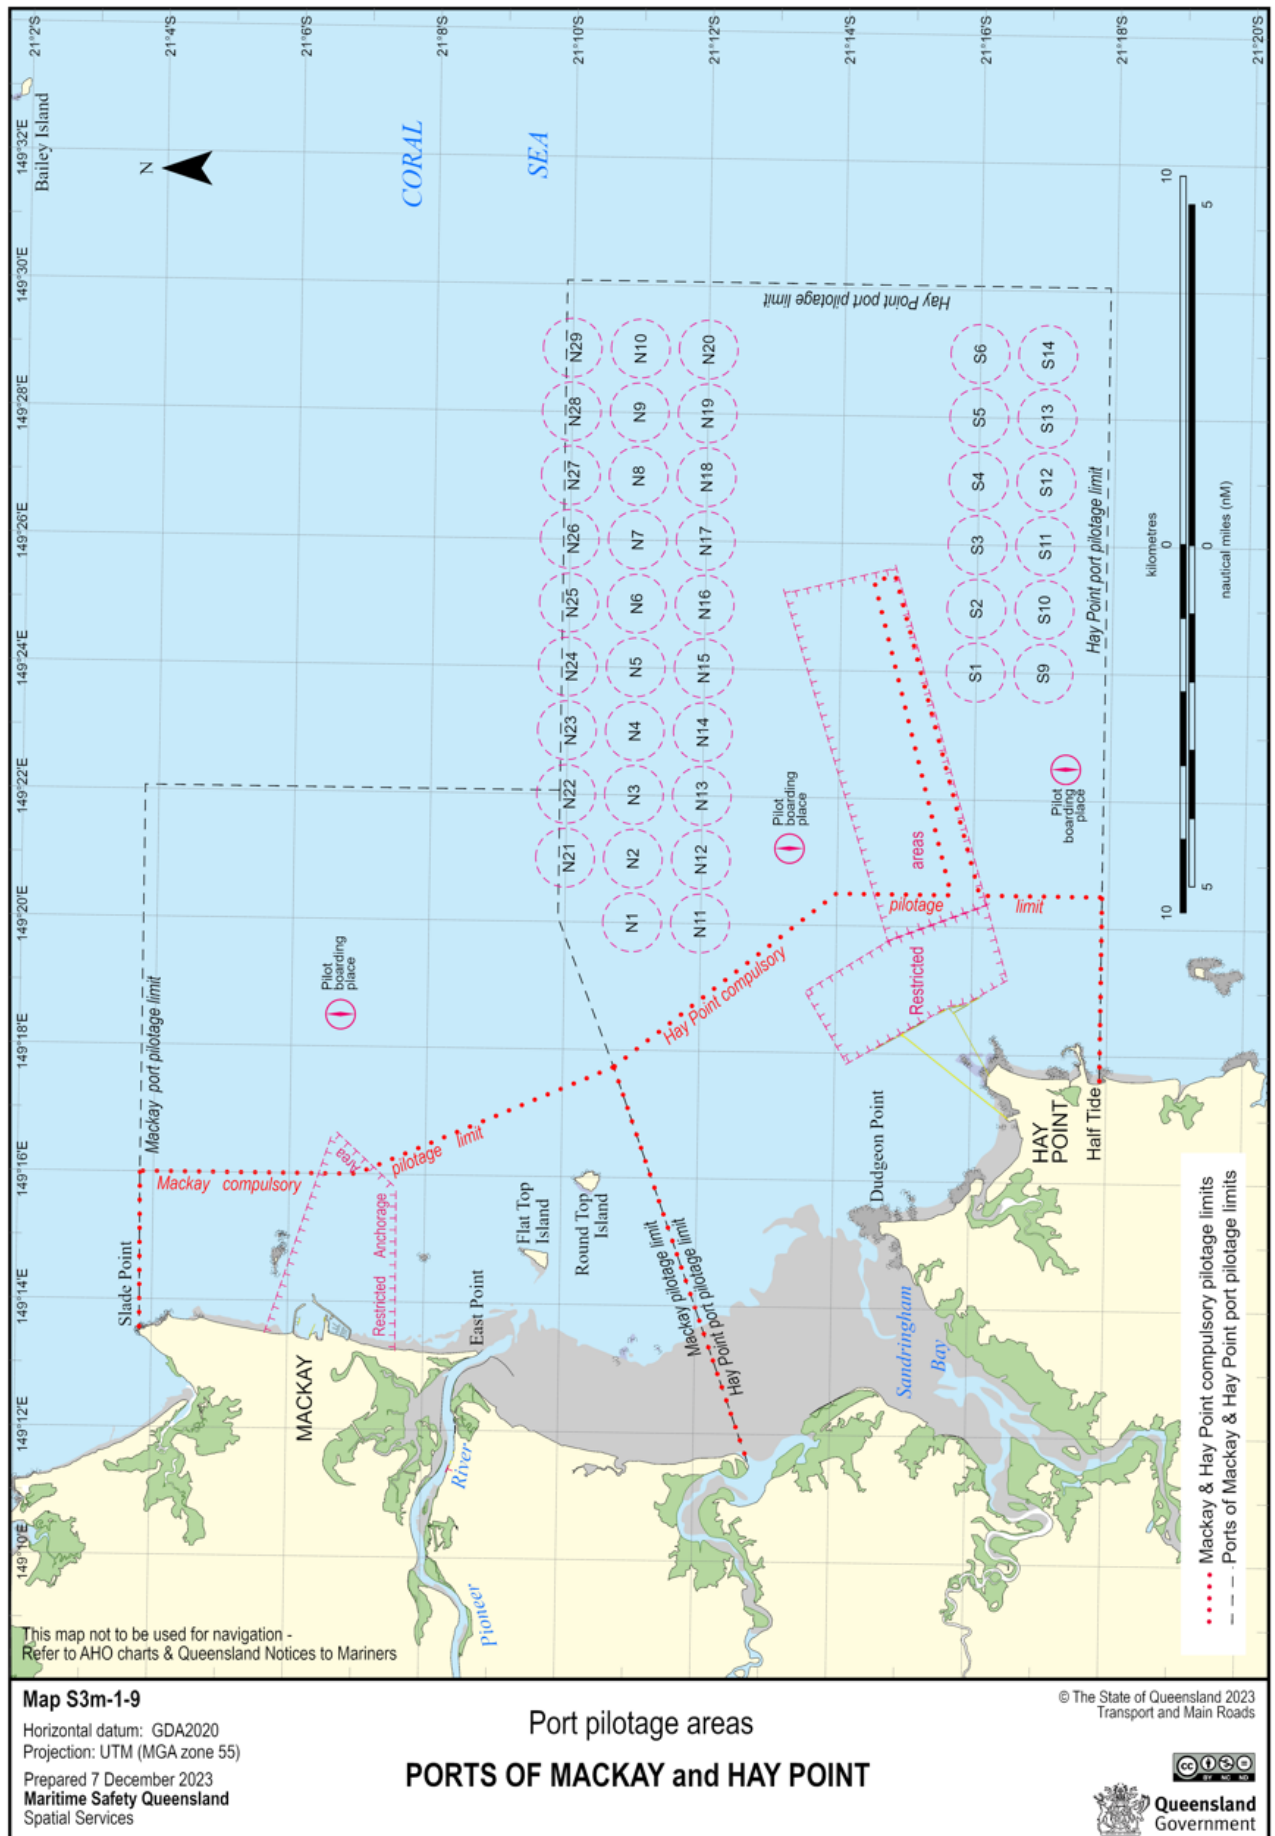 21°2'S
21°4'S
21°6'S
21°8'S
21°10'S
21°12'S
21°14'S
21°16'S
21°18'S
21°20'S
149°32'E
149°30'E
149°28'E
149°26'E
149°24'E
149°22'E
149°20'E
149°18'E
149°16'E
149°14'E
149°12'E
149°10'E
Bailey Island
N
CORAL
SEA
Hay Point port pilotage limit
N29
N28
N27
N26
N25
N24
N23
N22
N21
N10
N9
N8
N7
N6
N5
N4
N3
N2
N1
N20
N19
N18
N17
N16
N15
N14
N13
N12
N11
S6
S5
S4
S3
S2
S1
S14
S13
S12
S11
S10
S9
Hay Point port pilotage limit
10
0
10
kilometres
5
0
5
nautical miles (nM)
Mackay port pilotage limit
Pilot
boarding
place
Pilot
boarding
place
Pilot
boarding
place
Hay Point compulsory
pilotage
limit
Restricted
areas
Slade Point
Mackay compulsory
pilotage limit
Restricted Anchorage
Area
MACKAY
East Point
Flat Top
Island
Round Top
Island
Mackay pilotage limit
Hay Point port pilotage limit
Dudgeon Point
HAY
POINT
Half Tide
Sandringham
Bay
Pioneer
River
Mackay & Hay Point compulsory pilotage limits
Ports of Mackay & Hay Point port pilotage limits
This map not to be used for navigation -
Refer to AHO charts & Queensland Notices to Mariners
Map S3m-1-9
Horizontal datum: GDA2020
Projection: UTM (MGA zone 55)
Prepared 7 December 2023
Maritime Safety Queensland
Spatial Services
Port pilotage areas
PORTS OF MACKAY and HAY POINT
© The State of Queensland 2023
Transport and Main Roads
cc
BY NC ND
Queensland
Government